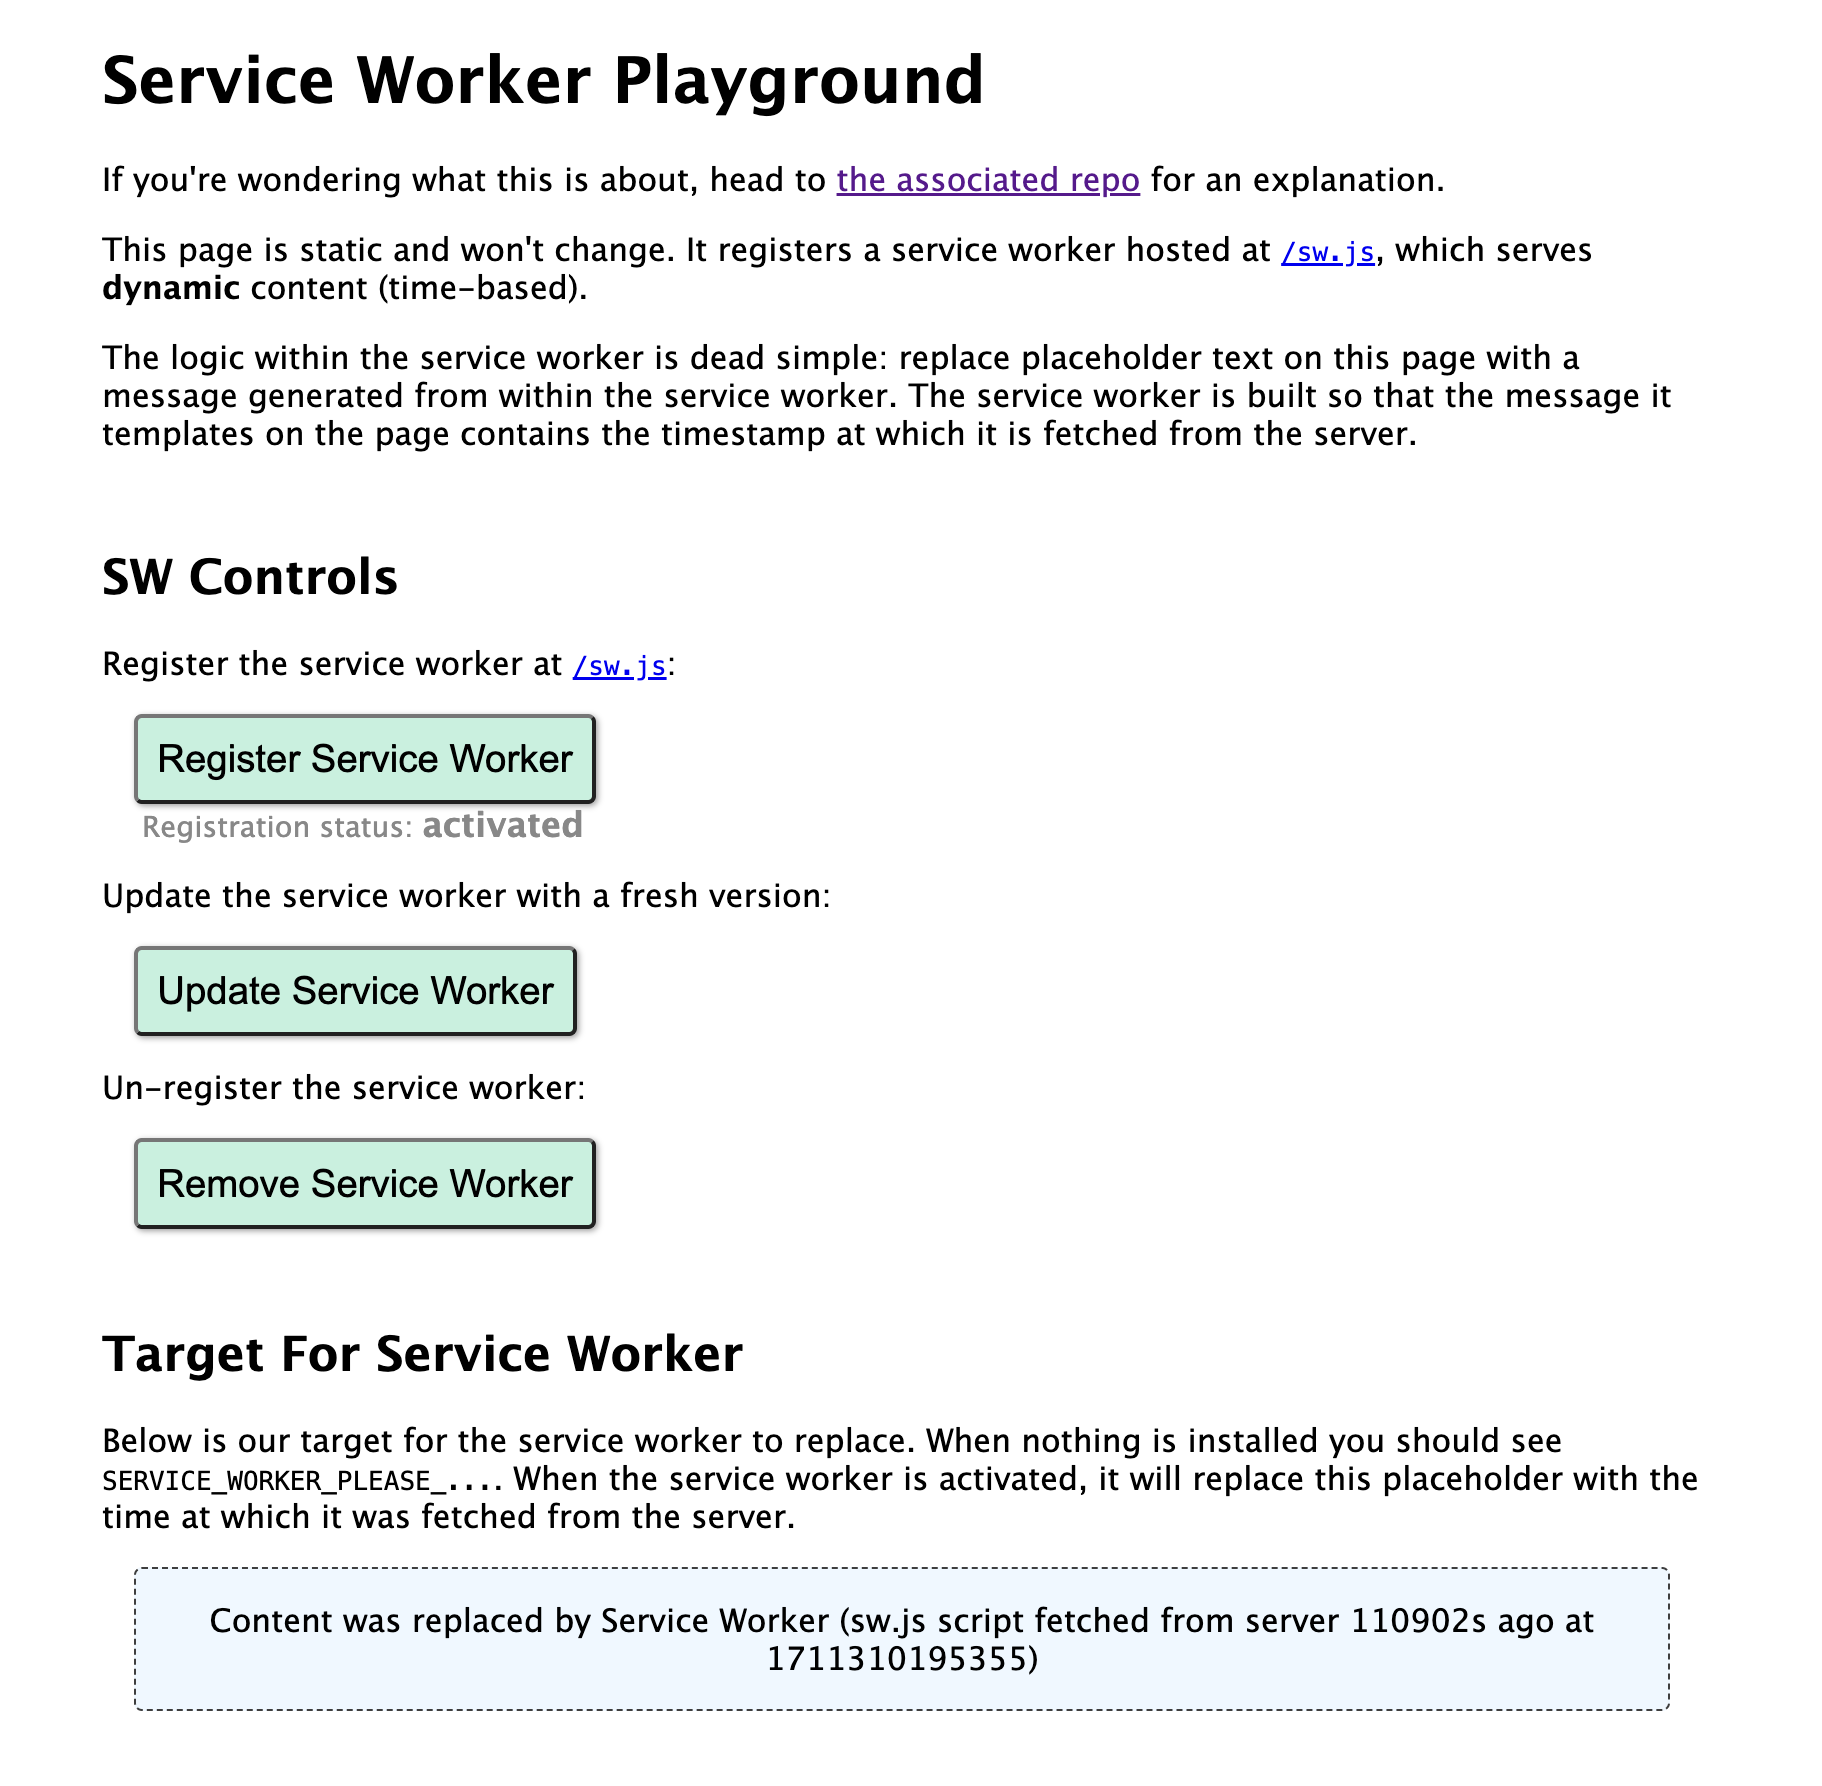 Service Worker Playground
If you're wondering what this is about, head to the associated repo for an explanation.
This page is static and won't change. It registers a service worker hosted at /sw.js, which serves
dynamic content (time-based).
The logic within the service worker is dead simple: replace placeholder text on this page with a
message generated from within the service worker. The service worker is built so that the message it
templates on the page contains the timestamp at which it is fetched from the server.
SW Controls
Register the service worker at /sw.js:
Register Service Worker
Registration status: activated
Update the service worker with a fresh version:
Update Service Worker
Un-register the service worker:
Remove Service Worker
Target For Service Worker
Below is our target for the service worker to replace. When nothing is installed you should see
SERVICE_WORKER_PLEASE_.... When the service worker is activated, it will replace this placeholder with the
time at which it was fetched from the server.
Content was replaced by Service Worker (sw.js script fetched from server 110902s ago at
1711310195355)